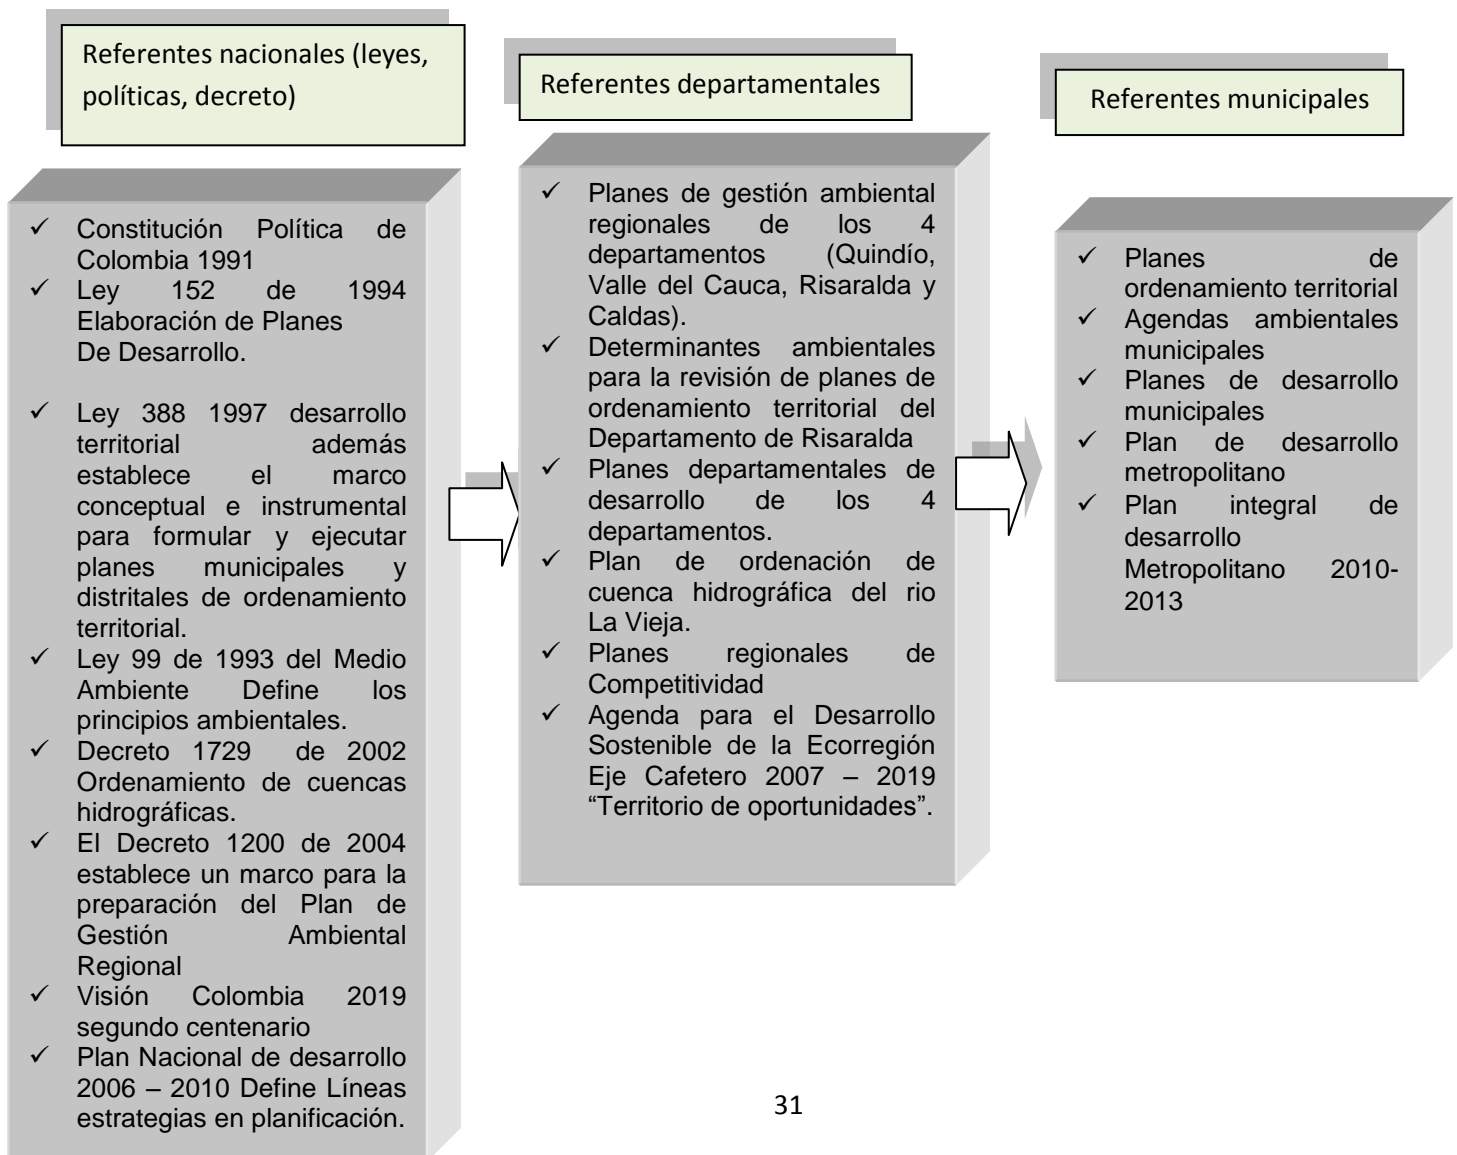 Referentes nacionales (leyes,
políticas, decreto)
✓ Constitución Política de
Colombia 1991
✓ Ley 152 de 1994
Elaboración de Planes
De Desarrollo.
✓ Ley 388 1997 desarrollo
territorial además
establece el marco
conceptual e instrumental
para formular y ejecutar
planes municipales y
distritales de ordenamiento
territorial.
✓ Ley 99 de 1993 del Medio
Ambiente Define los
principios ambientales.
✓ Decreto 1729 de 2002
Ordenamiento de cuencas
hidrográficas.
✓ El Decreto 1200 de 2004
establece un marco para la
preparación del Plan de
Gestión Ambiental
Regional
✓ Visión Colombia 2019
segundo centenario
✓ Plan Nacional de desarrollo
2006 – 2010 Define Líneas
estrategias en planificación.
Referentes departamentales
✓ Planes de gestión ambiental
regionales de los 4
departamentos (Quindío,
Valle del Cauca, Risaralda y
Caldas).
✓ Determinantes ambientales
para la revisión de planes de
ordenamiento territorial del
Departamento de Risaralda
✓ Planes departamentales de
desarrollo de los 4
departamentos.
✓ Plan de ordenación de
cuenca hidrográfica del rio
La Vieja.
✓ Planes regionales de
Competitividad
✓ Agenda para el Desarrollo
Sostenible de la Ecorregión
Eje Cafetero 2007 – 2019
“Territorio de oportunidades”.
Referentes municipales
✓ Planes de
ordenamiento territorial
✓ Agendas ambientales
municipales
✓ Planes de desarrollo
municipales
✓ Plan de desarrollo
metropolitano
✓ Plan integral de
desarrollo
Metropolitano 2010-
2013
31